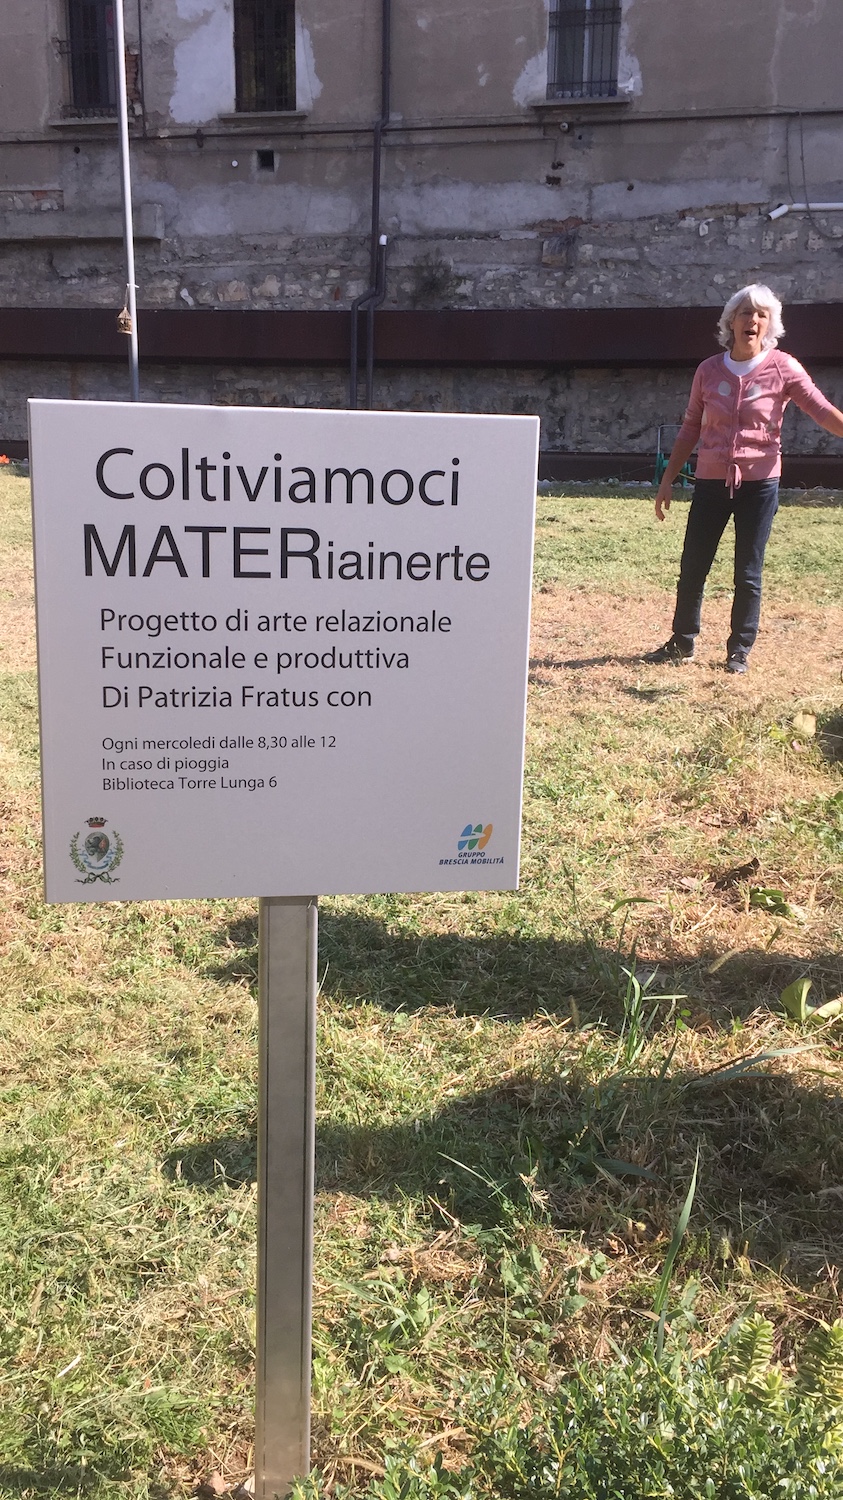 Coltiviamoci
MATERiainerte
Progetto di arte relazionale
Funzionale e produttiva
Di Patrizia Fratus con
Ogni mercoledi dalle 8,30 alle 12
In caso di pioggia
Biblioteca Torre Lunga 6
GRUPPO
BRESCIA MOBILITÀ